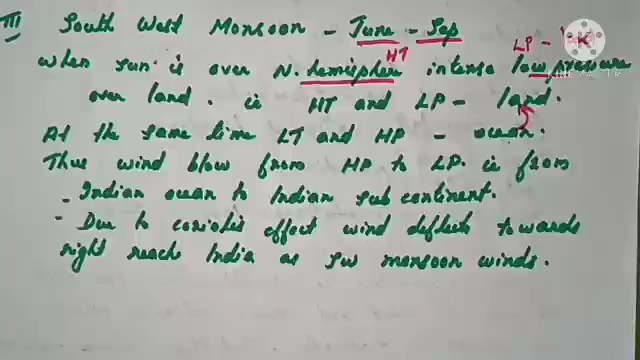 III South West Monsoon - June - Sep
LP -
HT
When sun is over N. hemisphere intense low pressure
over land. ie HT and LP - land.
At the same time LT and HP - ocean.
Thus wind blow from HP to LP. ie from
- Indian ocean to Indian sub continent.
- Due to coriolis effect wind deflects towards
right reach India as SW monsoon winds.